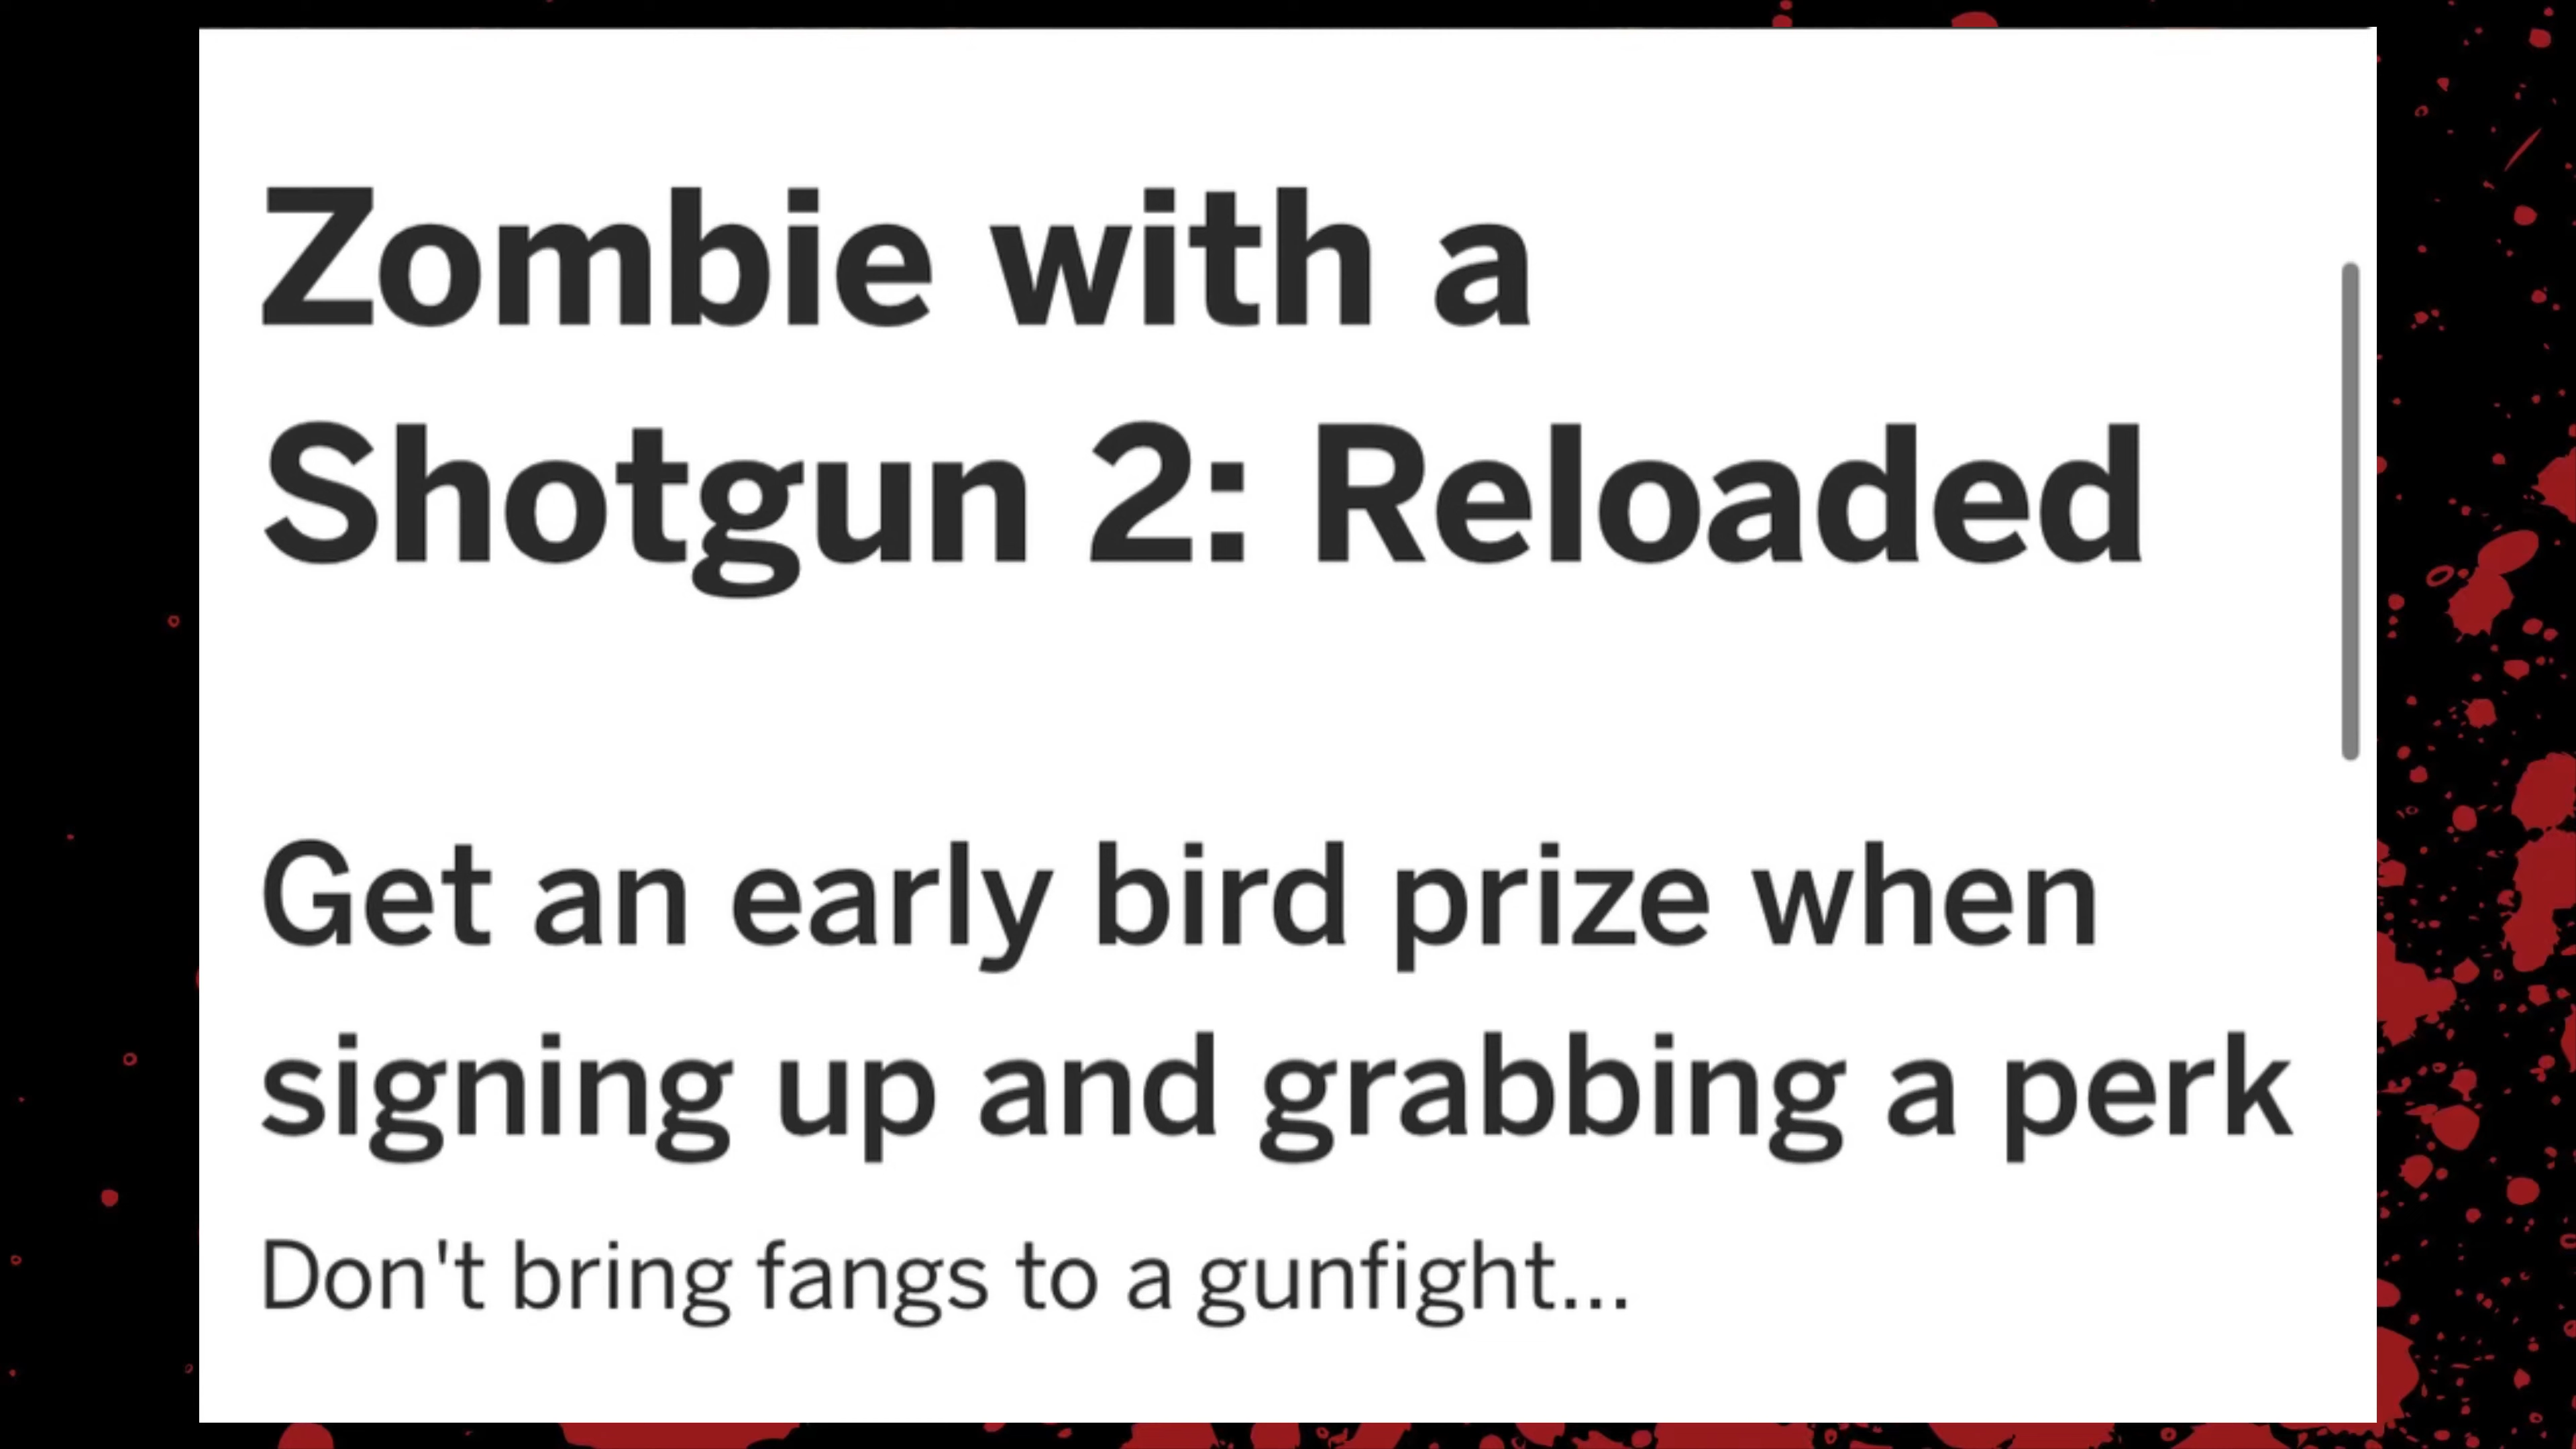 Zombie with a
Shotgun 2: Reloaded
Get an early bird prize when
signing up and grabbing a perk
Don't bring fangs to a gunfight...